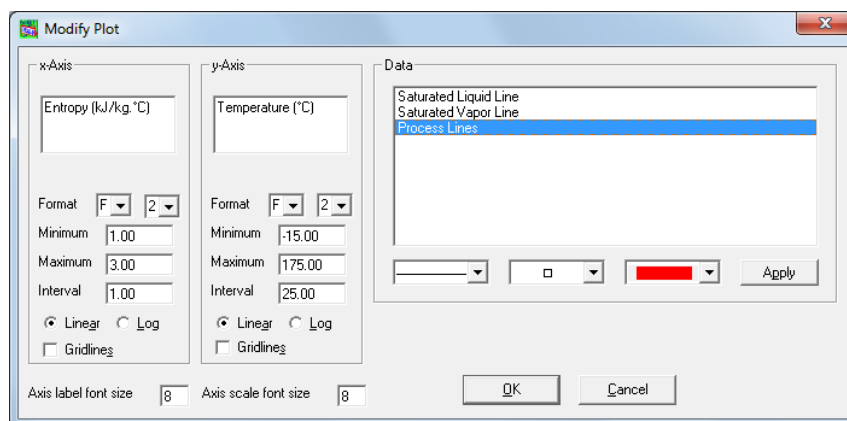 Modify Plot
x-Axis
Entropy (kJ/kg.°C)
Format F 2
Minimum 1.00
Maximum 3.00
Interval 1.00
Linear Log
Gridlines
y-Axis
Temperature (°C)
Format F 2
Minimum -15.00
Maximum 175.00
Interval 25.00
Linear Log
Gridlines
Data
Saturated Liquid Line
Saturated Vapor Line
Process Lines
Apply
Axis label font size 8
Axis scale font size 8
OK
Cancel